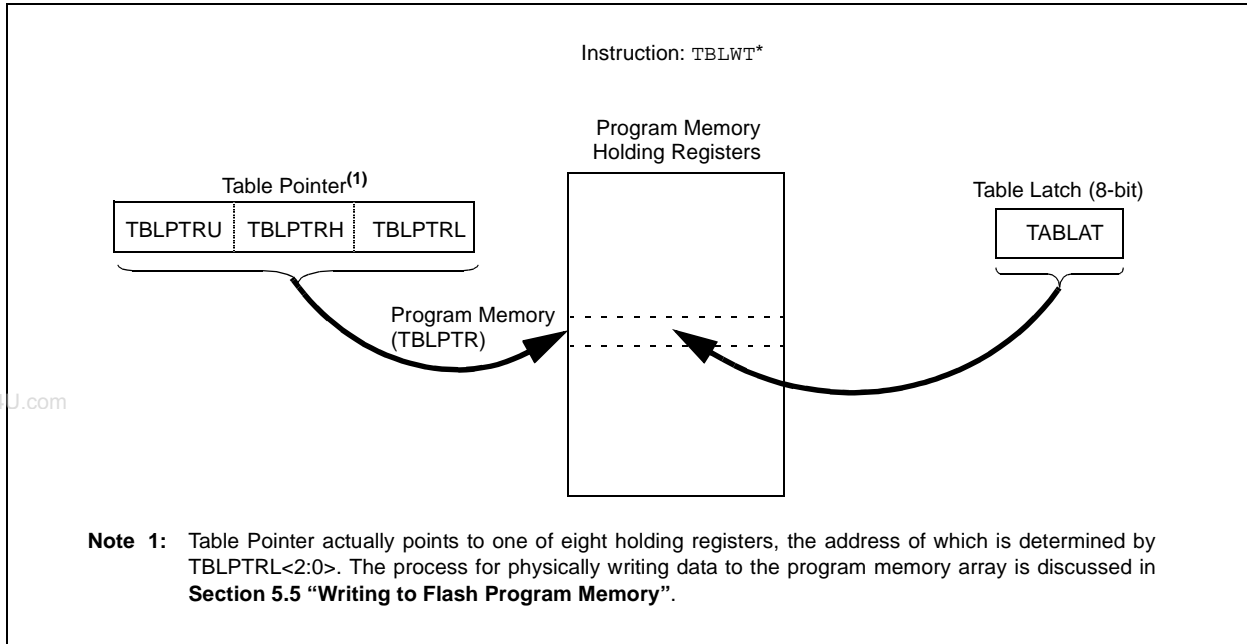 Instruction: TBLWT*
Program Memory
Holding Registers
Table Pointer(1)
Table Latch (8-bit)
TBLPTRU TBLPTRH TBLPTRL
TABLAT
Program Memory
(TBLPTR)
U.com
Note 1: Table Pointer actually points to one of eight holding registers, the address of which is determined by
TBLPTRL<2:0>. The process for physically writing data to the program memory array is discussed in
Section 5.5 “Writing to Flash Program Memory”.